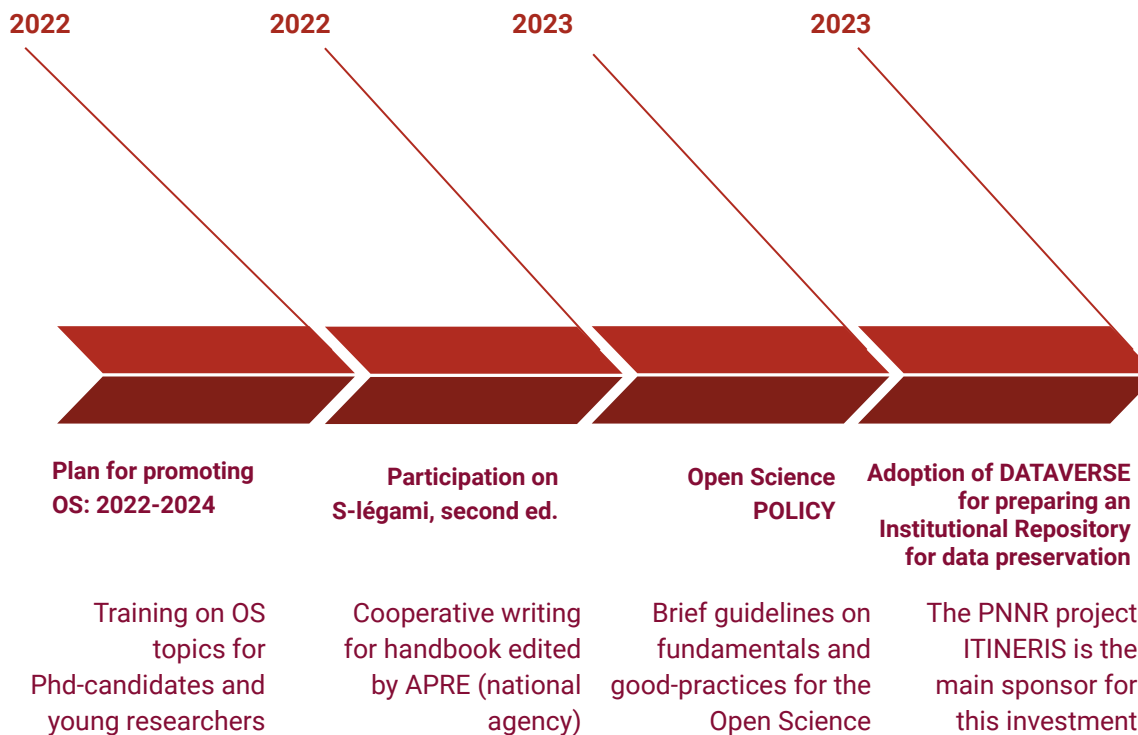 2022
2022
2023
2023
Plan for promoting
OS: 2022-2024
Participation on
S-légami, second ed.
Open Science
POLICY
Adoption of DATAVERSE
for preparing an
Institutional Repository
for data preservation
Training on OS
topics for
Phd-candidates and
young researchers
Cooperative writing
for handbook edited
by APRE (national
agency)
Brief guidelines on
fundamentals and
good-practices for the
Open Science
The PNNR project
ITINERIS is the
main sponsor for
this investment